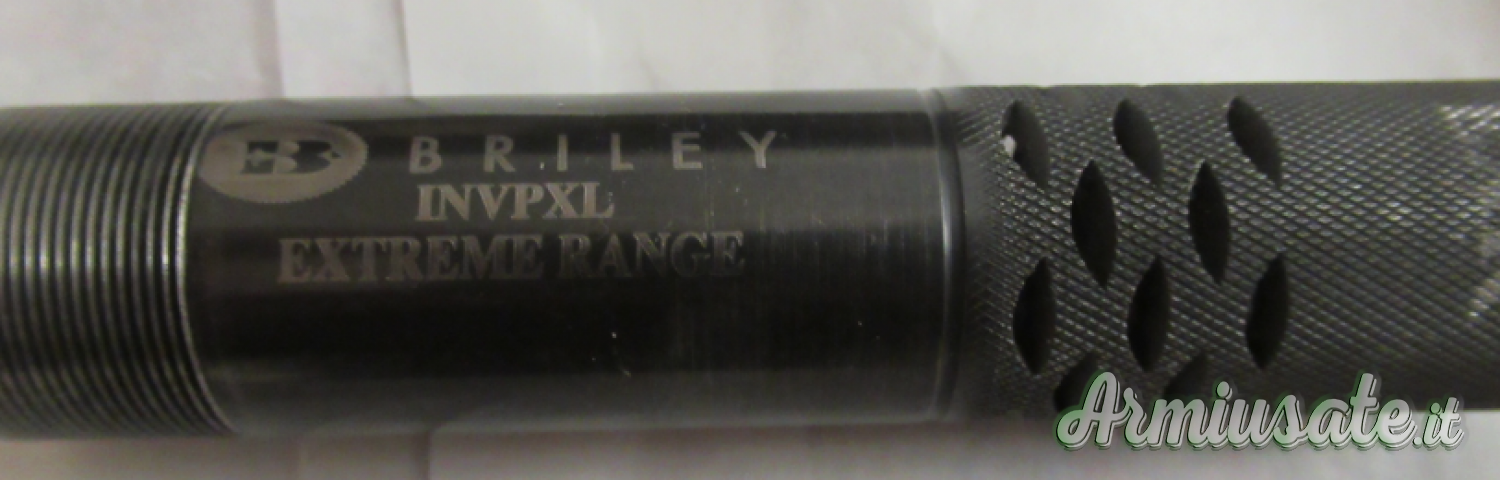 B BRILEY
INVPXL
EXTREME RANGE
Armiusate.it